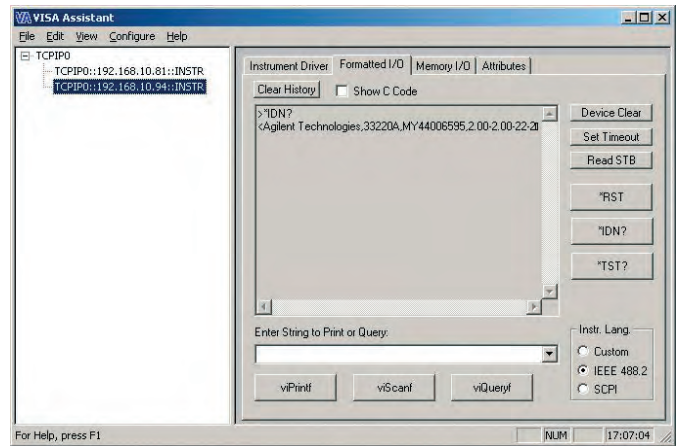 VISA Assistant
File Edit View Configure Help
TCPIP0
TCPIP0::192.168.10.81::INSTR
TCPIP0::192.168.10.94::INSTR
Instrument Driver Formatted I/O Memory I/O Attributes
Clear History Show C Code
>*IDN?
<Agilent Technologies,33220A,MY44006595,2.00-2.00-22-2
Device Clear
Set Timeout
Read STB
*RST
*IDN?
*TST?
Enter String to Print or Query:
viPrintf viScanf viQueryf
Instr. Lang.
Custom
IEEE 488.2
SCPI
For Help, press F1 NUM 17:07:04